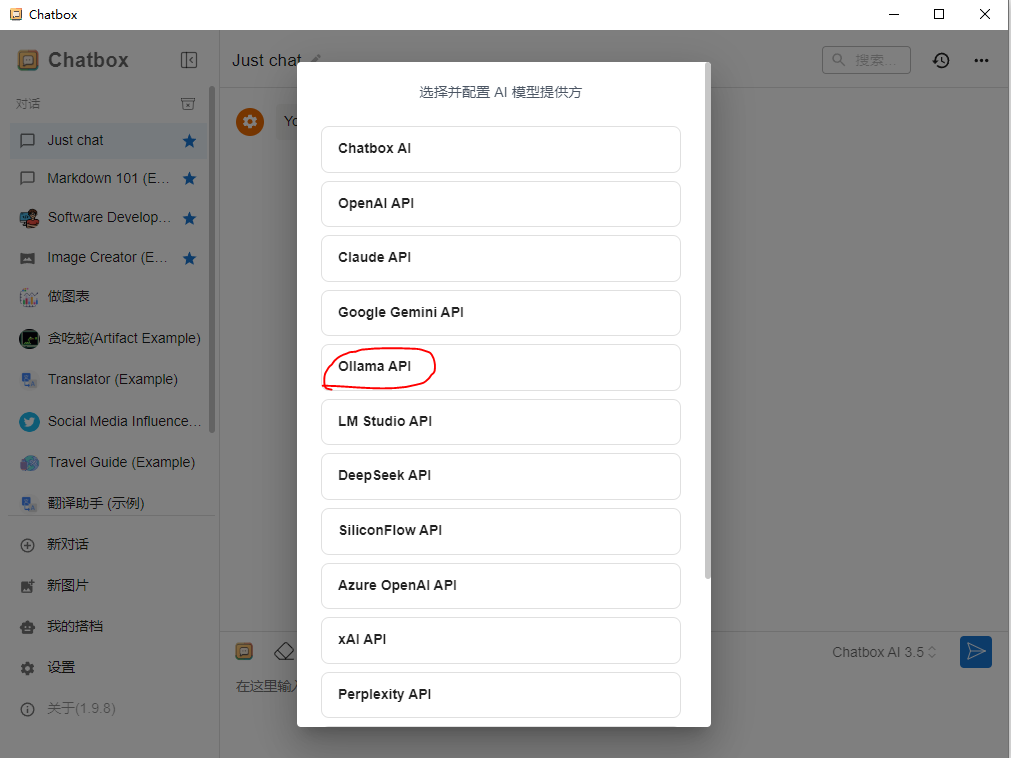 Chatbox
Chatbox
对话
Just chat
Markdown 101 (E...
Software Develop...
Image Creator (E...
做图表
贪吃蛇(Artifact Example)
Translator (Example)
Social Media Influence...
Travel Guide (Example)
翻译助手 (示例)
新对话
新图片
我的搭档
设置
关于(1.9.8)
Just chat
搜索...
Yo
选择并配置 AI 模型提供方
Chatbox AI
OpenAI API
Claude API
Google Gemini API
Ollama API
LM Studio API
DeepSeek API
SiliconFlow API
Azure OpenAI API
xAI API
Perplexity API
Chatbox AI 3.5
在这里输入